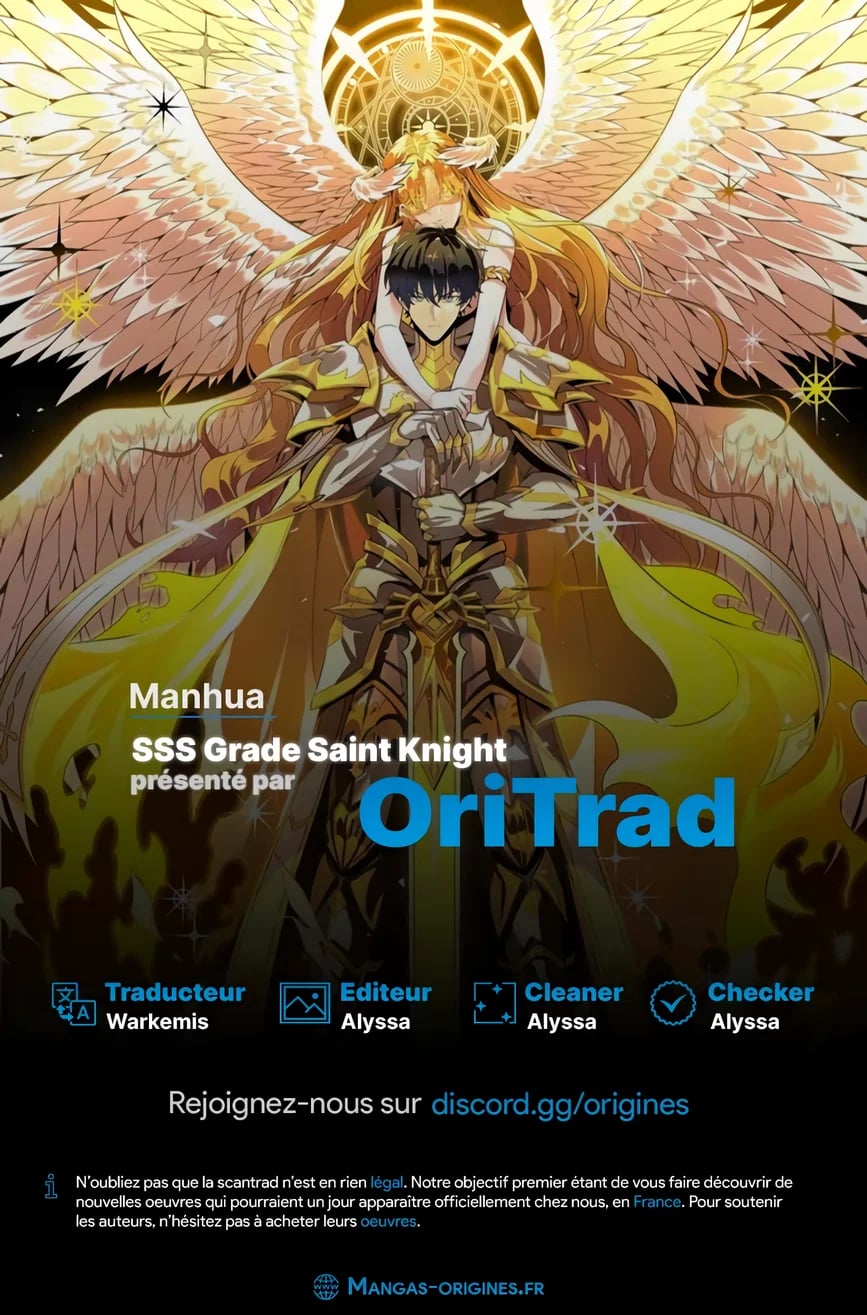 Manhua
SSS Grade Saint Knight
présenté par
OriTrad
Traducteur
Warkemis
Editeur
Alyssa
Cleaner
Alyssa
Checker
Alyssa
Rejoignez-nous sur discord.gg/origines
N'oubliez pas que la scantrad n'est en rien légal. Notre objectif premier étant de vous faire découvrir de
nouvelles oeuvres qui pourraient un jour apparaître officiellement chez nous, en France. Pour soutenir
les auteurs, n'hésitez pas à acheter leurs oeuvres.
MANGAS-ORIGINES.FR